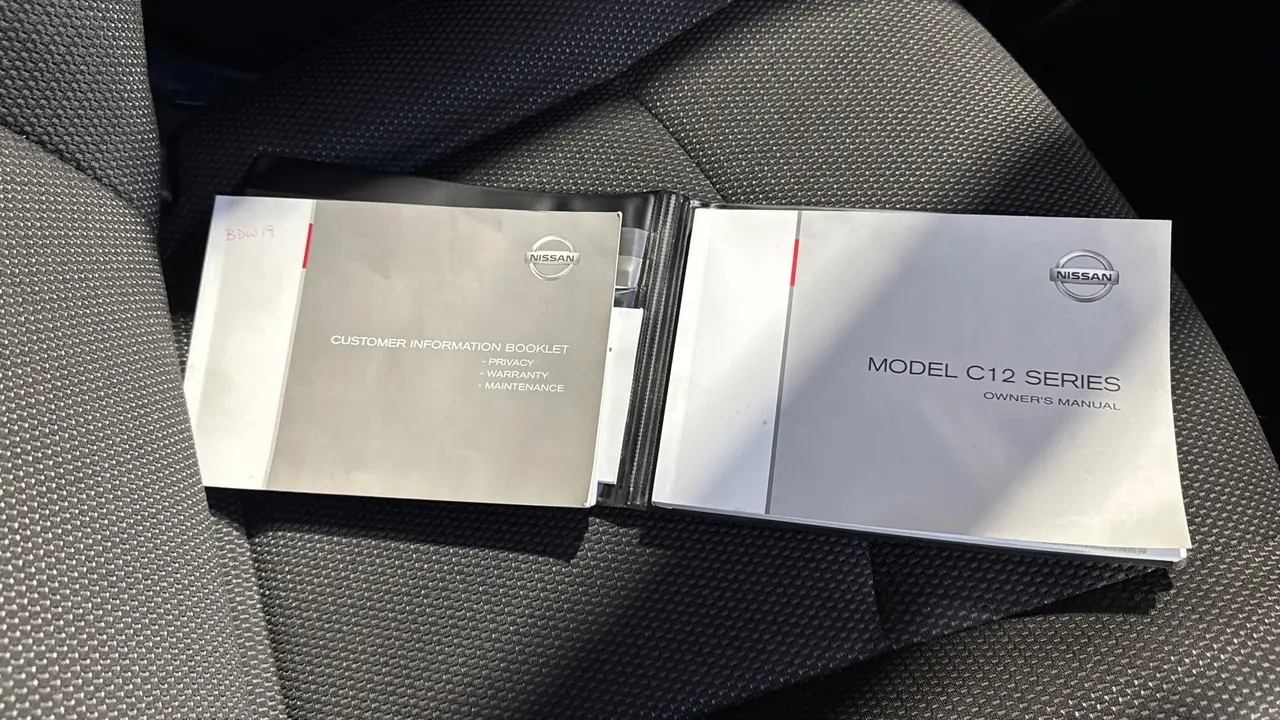 BDW19
NISSAN
CUSTOMER INFORMATION BOOKLET
- PRIVACY
- WARRANTY
- MAINTENANCE
NISSAN
MODEL C12 SERIES
OWNER'S MANUAL